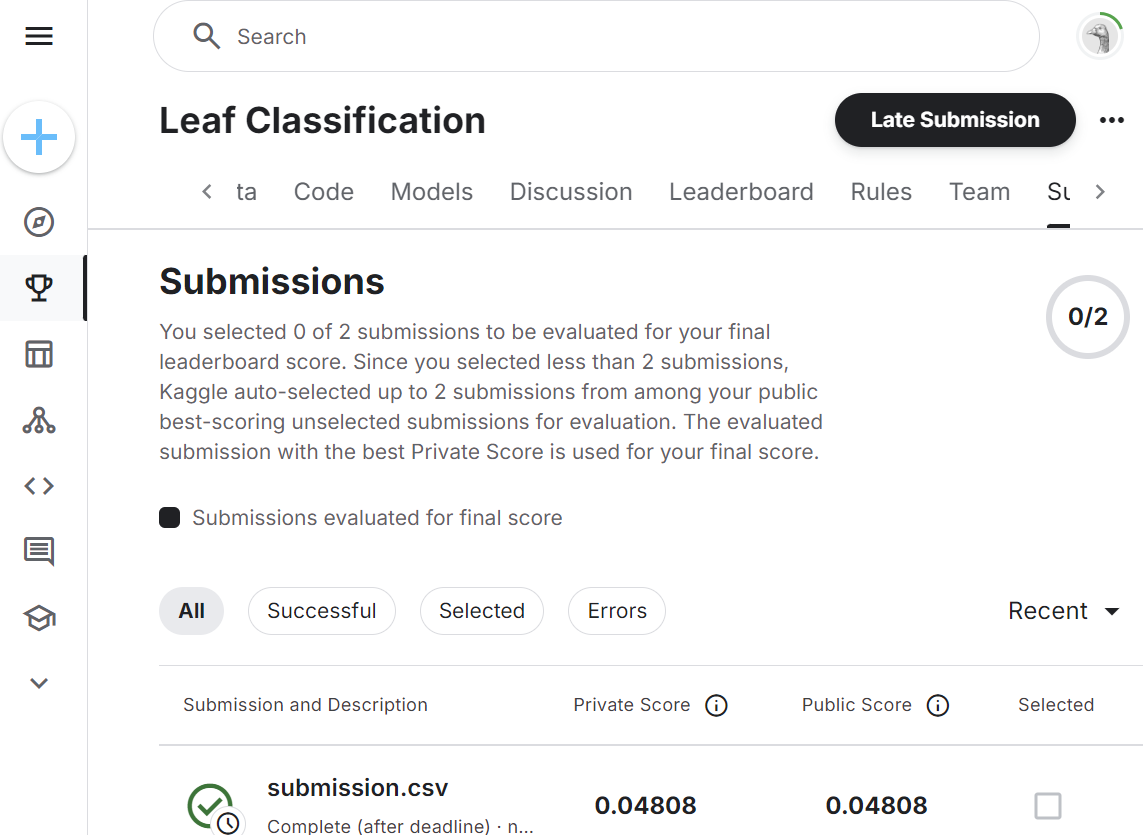 Search
Leaf Classification
Late Submission
ta Code Models Discussion Leaderboard Rules Team Su
Submissions
0/2
You selected 0 of 2 submissions to be evaluated for your final
leaderboard score. Since you selected less than 2 submissions,
Kaggle auto-selected up to 2 submissions from among your public
best-scoring unselected submissions for evaluation. The evaluated
submission with the best Private Score is used for your final score.
Submissions evaluated for final score
All Successful Selected Errors Recent
Submission and Description Private Score Public Score Selected
submission.csv
0.04808 0.04808
Complete (after deadline) · n...